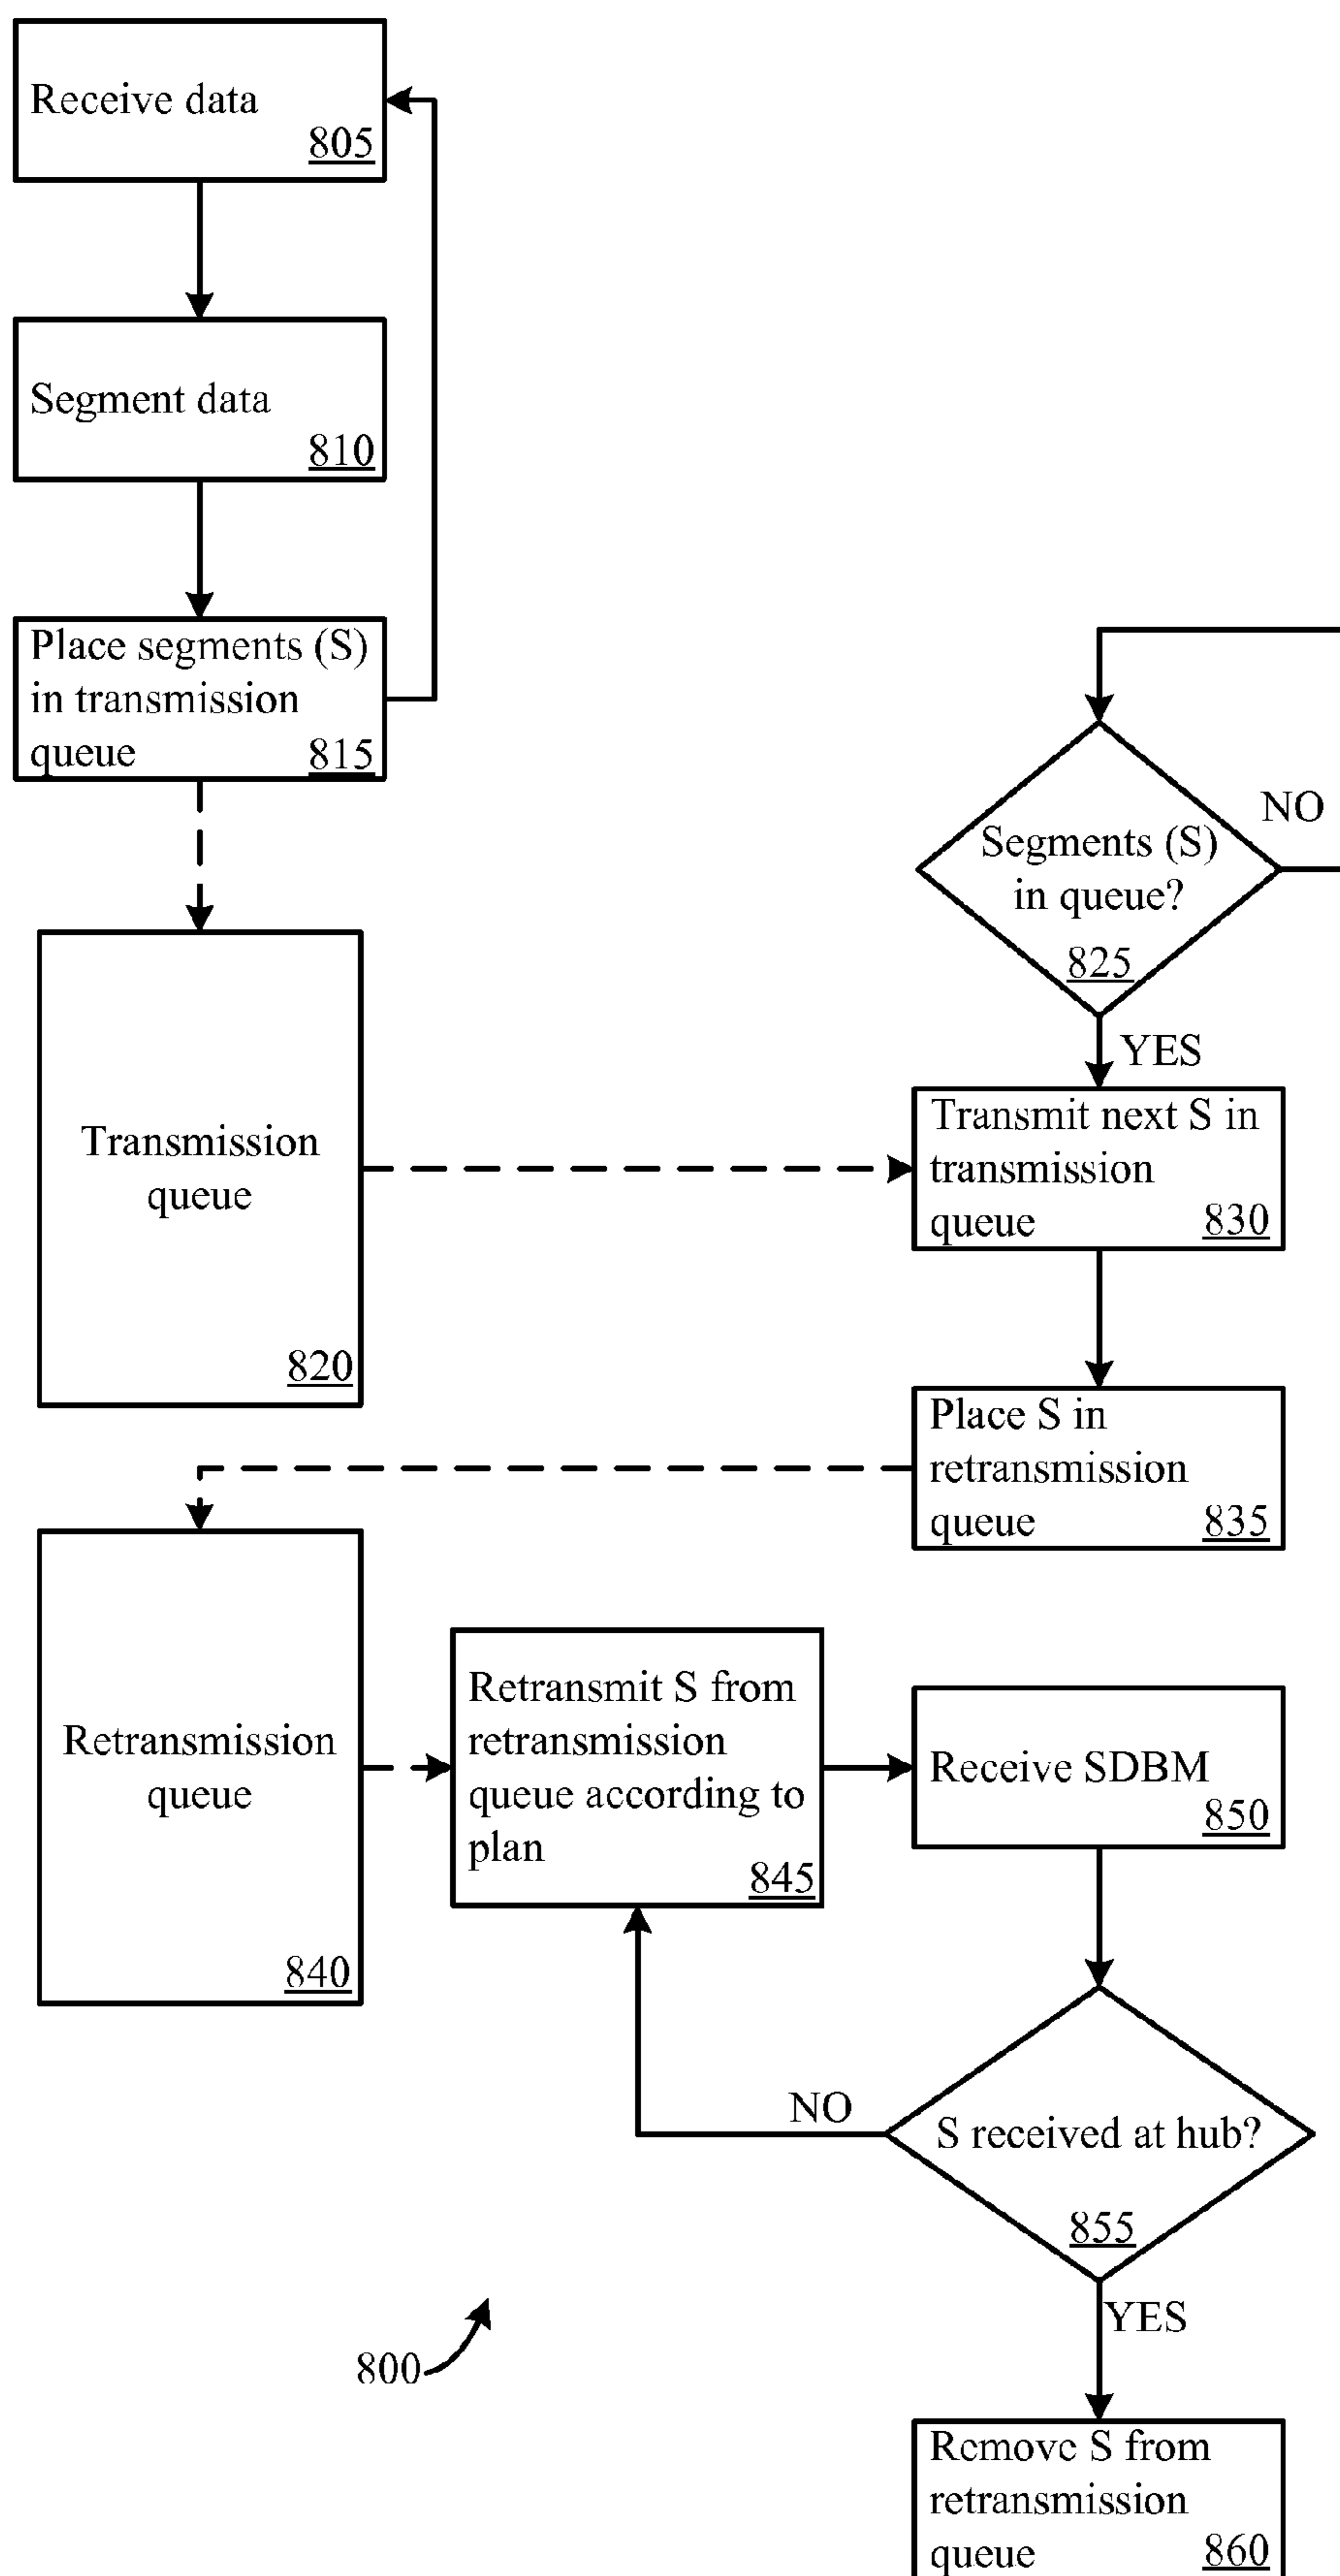 Receive data
805
Segment data
810
Place segments (S)
in transmission
queue 815
NO
Segments (S)
in queue?
825
YES
Transmission
queue
820
Transmit next S in
transmission
queue 830
Place S in
retransmission
queue 835
Retransmission
queue
840
Retransmit S from
retransmission
queue according to
plan
845
Receive SDBM
850
NO
S received at hub?
855
YES
800
Remove S from
retransmission
queue 860